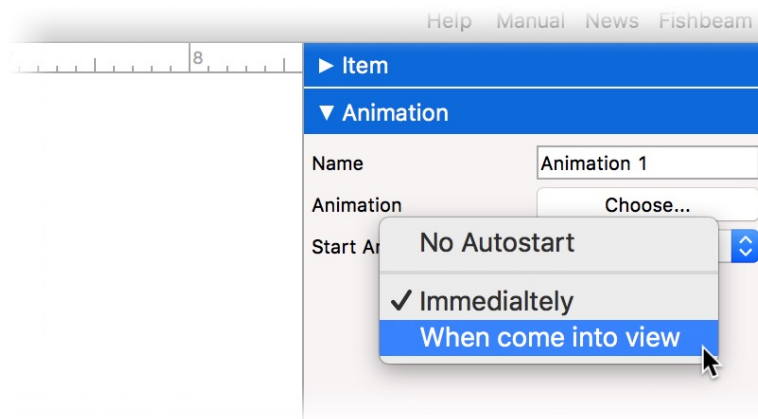 Help Manual News Fishbeam
8
Item
Animation
Name
Animation 1
Animation
Choose...
Start
No Autostart
Immedialtely
When come into view